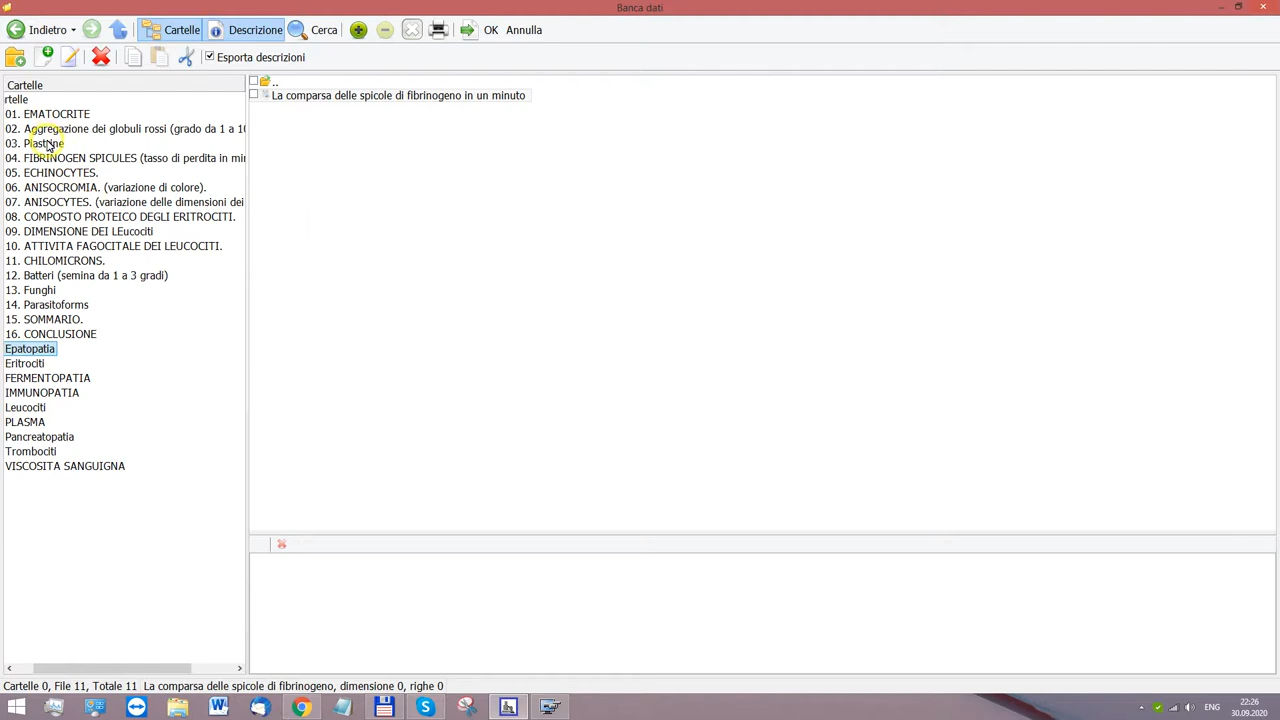 Banca dati
Indietro Cartelle Descrizione Cerca OK Annulla
Esporta descrizioni
Cartelle
rtelle
01. EMATOCRITE
02. Aggregazione dei globuli rossi (grado da 1 a 10
03. Piastrine
04. FIBRINOGEN SPICULES (tasso di perdita in min
05. ECHINOCYTES.
06. ANISOCROMIA. (variazione di colore).
07. ANISOCYTES. (variazione delle dimensioni dei
08. COMPOSTO PROTEICO DEGLI ERITROCITI.
09. DIMENSIONE DEI LEucociti
10. ATTIVITA FAGOCITALE DEI LEUCOCITI.
11. CHILOMICRONS.
12. Batteri (semina da 1 a 3 gradi)
13. Funghi
14. Parasitoforms
15. SOMMARIO.
16. CONCLUSIONE
Epatopatia
Eritrociti
FERMENTOPATIA
IMMUNOPATIA
Leucociti
PLASMA
Pancreatopatia
Trombociti
VISCOSITA SANGUIGNA
..
La comparsa delle spicole di fibrinogeno in un minuto
Cartelle 0, File 11, Totale 11 La comparsa delle spicole di fibrinogeno, dimensione 0, righe 0
ENG
22:26
30.09.2020